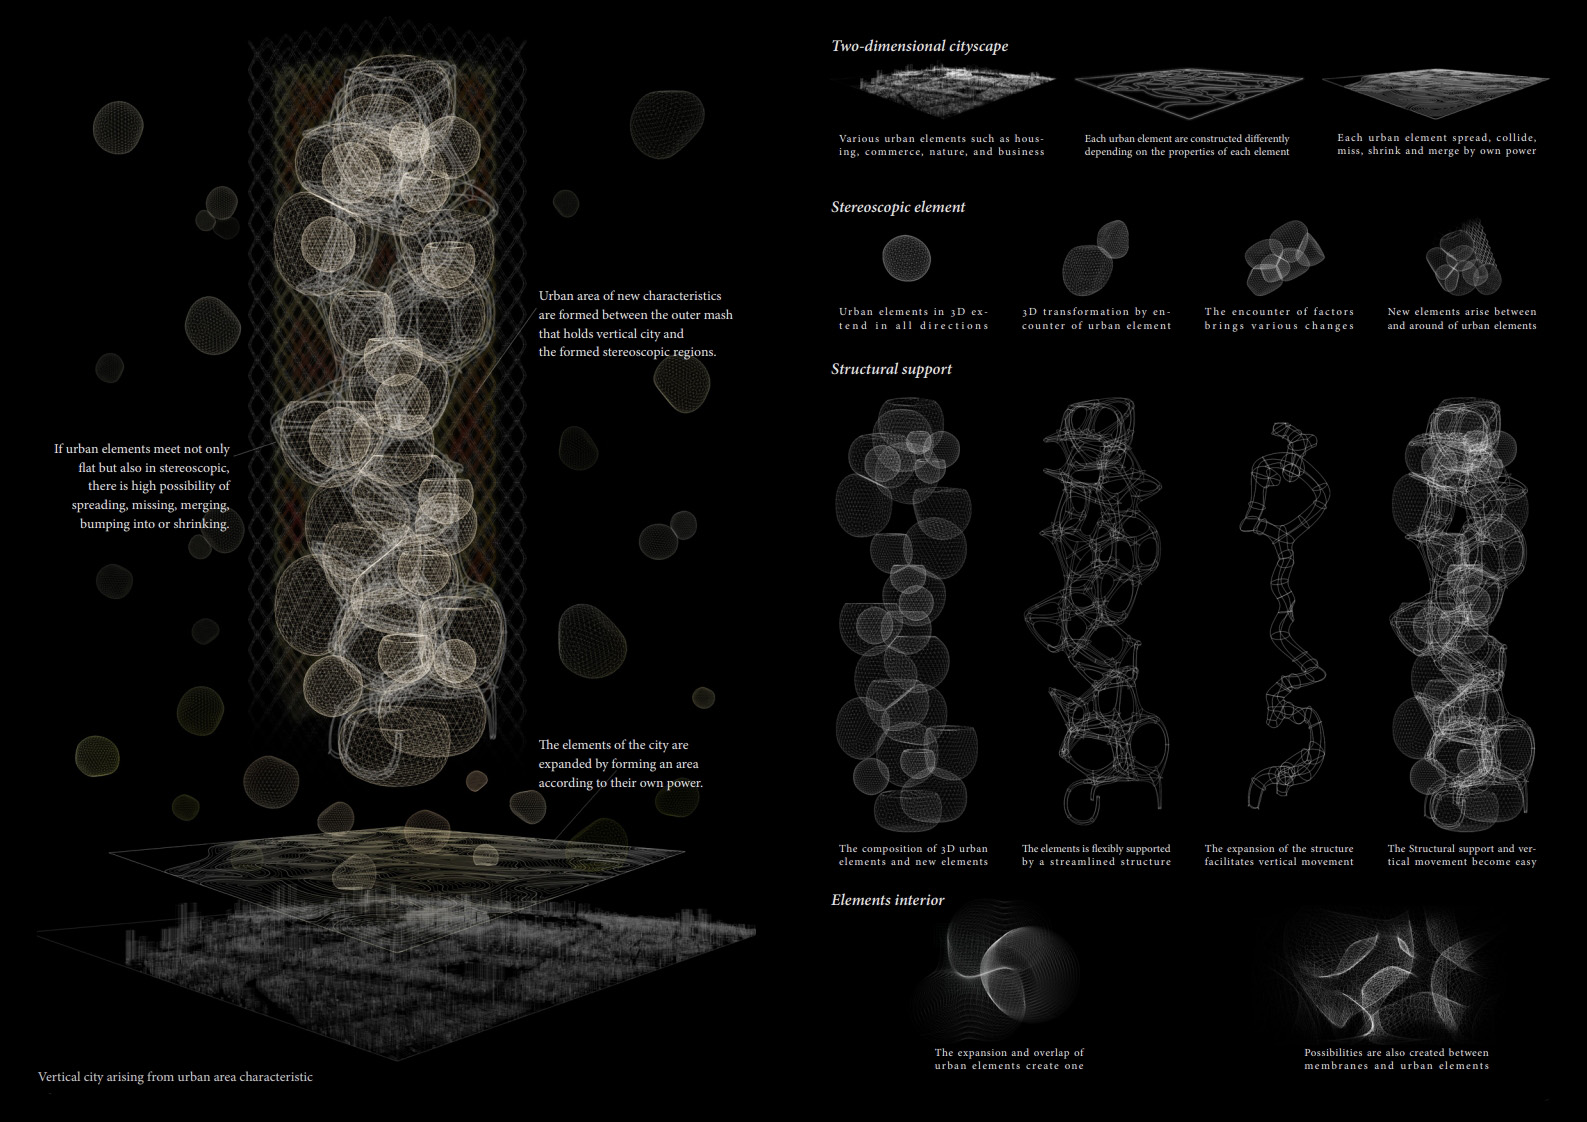 Urban area of new characteristics
are formed between the outer mash
that holds vertical city and
the formed stereoscopic regions.
If urban elements meet not only
flat but also in stereoscopic,
there is high possibility of
spreading, missing, merging,
bumping into or shrinking.
The elements of the city are
expanded by forming an area
according to their own power.
Vertical city arising from urban area characteristic
Two-dimensional cityscape
Various urban elements such as hous-
ing, commerce, nature, and business
Each urban element are constructed differently
depending on the properties of each element
Each urban element spread, collide,
miss, shrink and merge by own power
Stereoscopic element
Urban elements in 3D ex-
tend in all directions
3D transformation by en-
counter of urban element
The encounter of factors
brings various changes
New elements arise between
and around of urban elements
Structural support
The composition of 3D urban
elements and new elements
The elements is flexibly supported
by a streamlined structure
The expansion of the structure
facilitates vertical movement
The Structural support and ver-
tical movement become easy
Elements interior
The expansion and overlap of
urban elements create one
Possibilities are also created between
membranes and urban elements